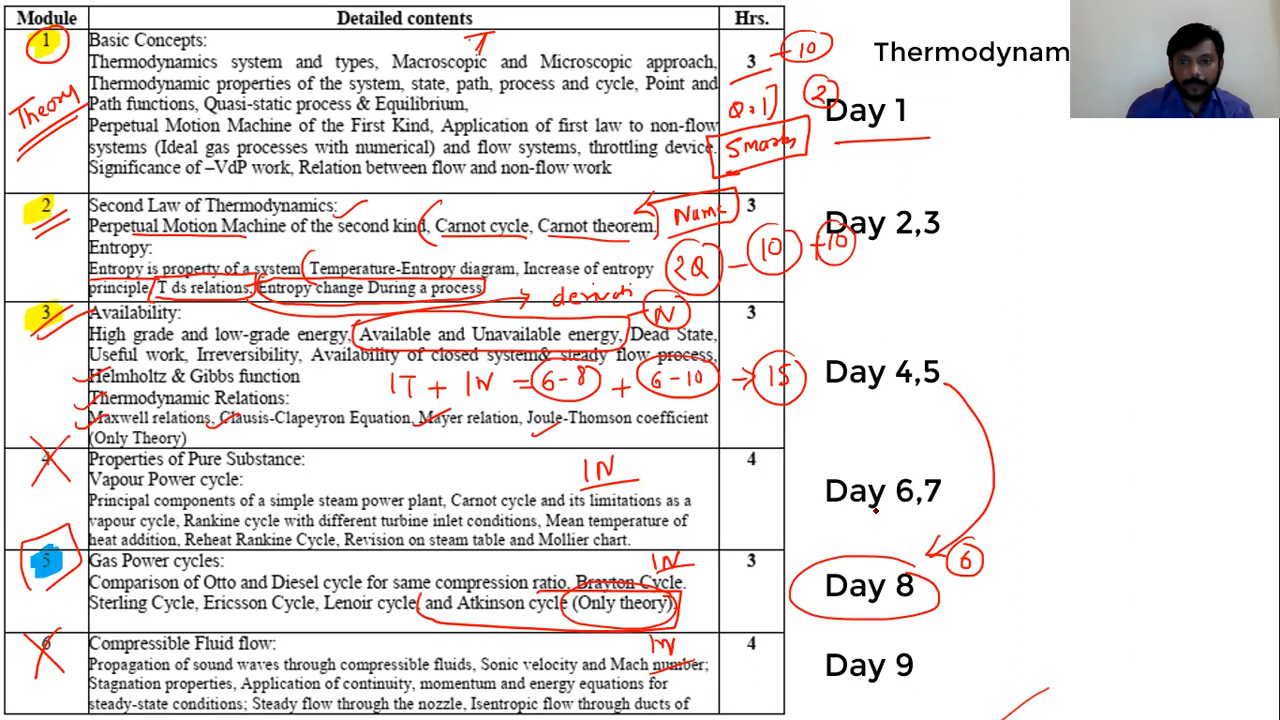 Module Detailed contents Hrs.
1 Basic Concepts: T
Thermodynamics system and types, Macroscopic and Microscopic approach, 3 - 10
Thermodynamic properties of the system, state, path, process and cycle, Point and
Path functions, Quasi-static process & Equilibrium,
Theory
Q.1] 2
Perpetual Motion Machine of the First Kind, Application of first law to non-flow
systems (Ideal gas processes with numerical) and flow systems, throttling device.
5 marks
Significance of –VdP work, Relation between flow and non-flow work
Thermodynam
Day 1
2 Second Law of Thermodynamics: 3
Perpetual Motion Machine of the second kind, Carnot cycle, Carnot theorem.
Entropy:
Entropy is property of a system, Temperature-Entropy diagram, Increase of entropy
principle, T ds relations, Entropy change During a process
2Q - 10 + 10
Day 2,3
3 Availability: N 3
High grade and low-grade energy, Available and Unavailable energy, Dead State,
Useful work, Irreversibility, Availability of closed system& steady flow process,
Helmholtz & Gibbs function
1T + 1N = 6-8 + 6-10 → 15
Thermodynamic Relations:
Maxwell relations, Clausis-Clapeyron Equation, Mayer relation, Joule-Thomson coefficient
(Only Theory)
Day 4,5
4 Properties of Pure Substance: 4
Vapour Power cycle: 1N
Principal components of a simple steam power plant, Carnot cycle and its limitations as a
vapour cycle, Rankine cycle with different turbine inlet conditions, Mean temperature of
heat addition, Reheat Rankine Cycle, Revision on steam table and Mollier chart.
Day 6,7
5 Gas Power cycles: 1N 3
Comparison of Otto and Diesel cycle for same compression ratio, Brayton Cycle.
Sterling Cycle, Ericsson Cycle, Lenoir cycle, and Atkinson cycle (Only theory)
6
Day 8
6 Compressible Fluid flow: 1N 4
Propagation of sound waves through compressible fluids, Sonic velocity and Mach number;
Stagnation properties, Application of continuity, momentum and energy equations for
steady-state conditions; Steady flow through the nozzle, Isentropic flow through ducts of
Day 9